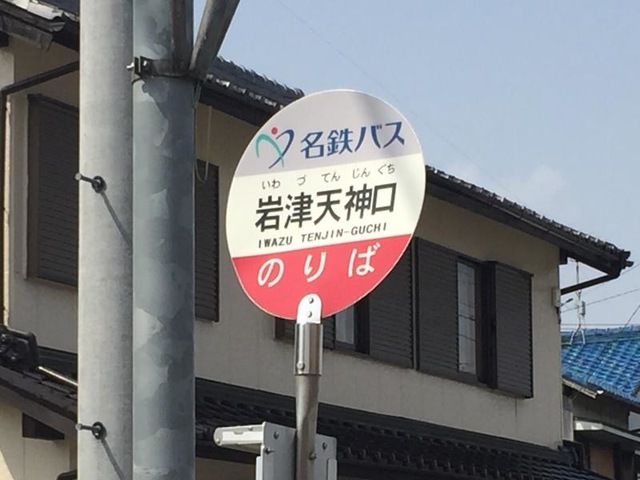 名鉄バス
いわ づ てん じん ぐち
岩津天神口
IWAZU TENJIN-GUCHI
のりば